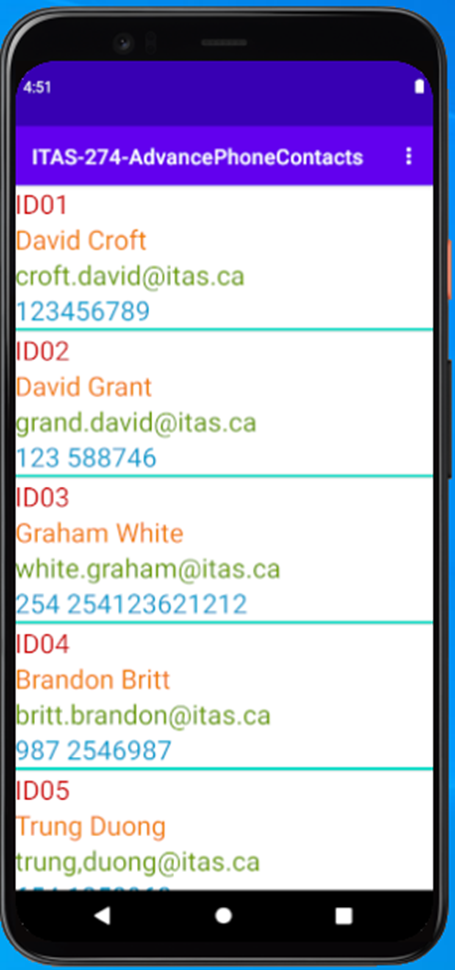 4:51
ITAS-274-AdvancePhoneContacts
ID01
David Croft
croft.david@itas.ca
123456789
ID02
David Grant
grand.david@itas.ca
123 588746
ID03
Graham White
white.graham@itas.ca
254 254123621212
ID04
Brandon Britt
britt.brandon@itas.ca
987 2546987
ID05
Trung Duong
trung,duong@itas.ca